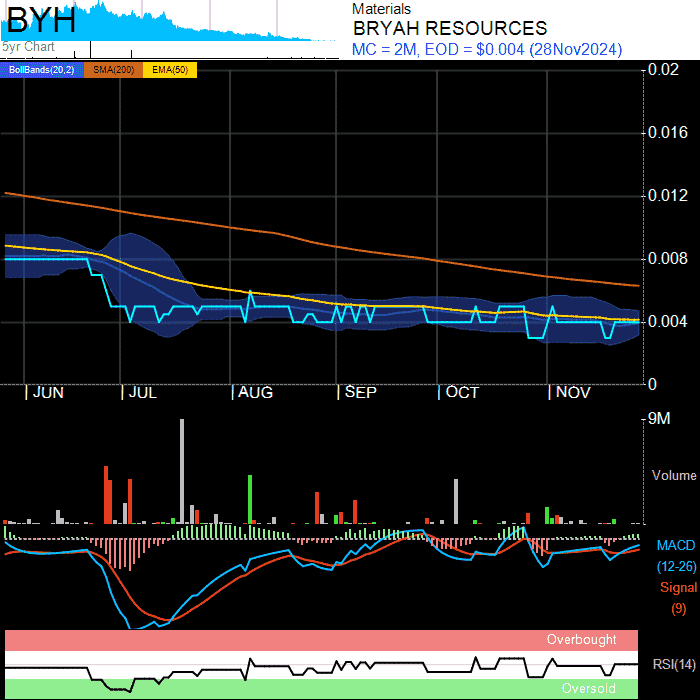 BYH
5yr Chart
Materials
BRYAH RESOURCES
MC = 2M, EOD = $0.004 (28Nov2024)
BollBands(20,2) SMA(200) EMA(50)
0.02
0.016
0.012
0.008
0.004
0
JUN JUL AUG SEP OCT NOV
9M
Volume
MACD
(12-26)
Signal
(9)
Overbought
RSI(14)
Oversold